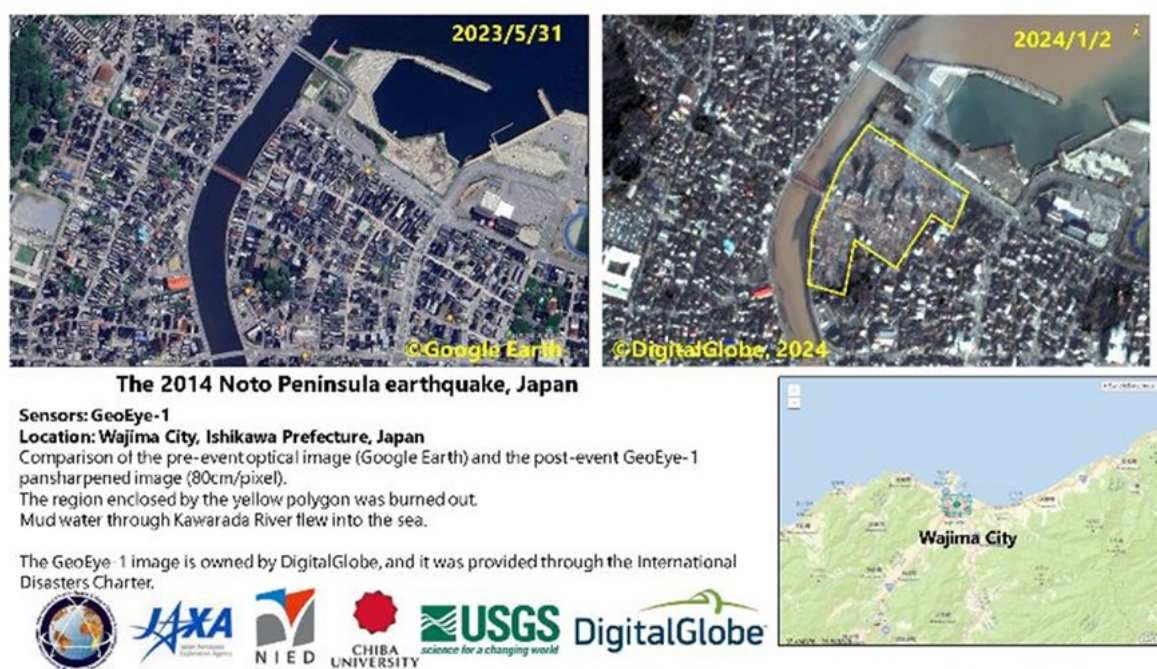 2023/5/31
©Google Earth
2024/1/2
©DigitalGlobe, 2024
The 2014 Noto Peninsula earthquake, Japan
Sensors: GeoEye-1
Location: Wajima City, Ishikawa Prefecture, Japan
Comparison of the pre-event optical image (Google Earth) and the post-event GeoEye-1
pansharpened image (80cm/pixel).
The region enclosed by the yellow polygon was burned out.
Mud water through Kawarada River flew into the sea.
The GeoEye-1 image is owned by DigitalGlobe, and it was provided through the International
Disasters Charter.
JAXA
Japan Aerospace Exploration Agency
NIED
CHIBA
UNIVERSITY
USGS
science for a changing world
DigitalGlobe
Wajima City